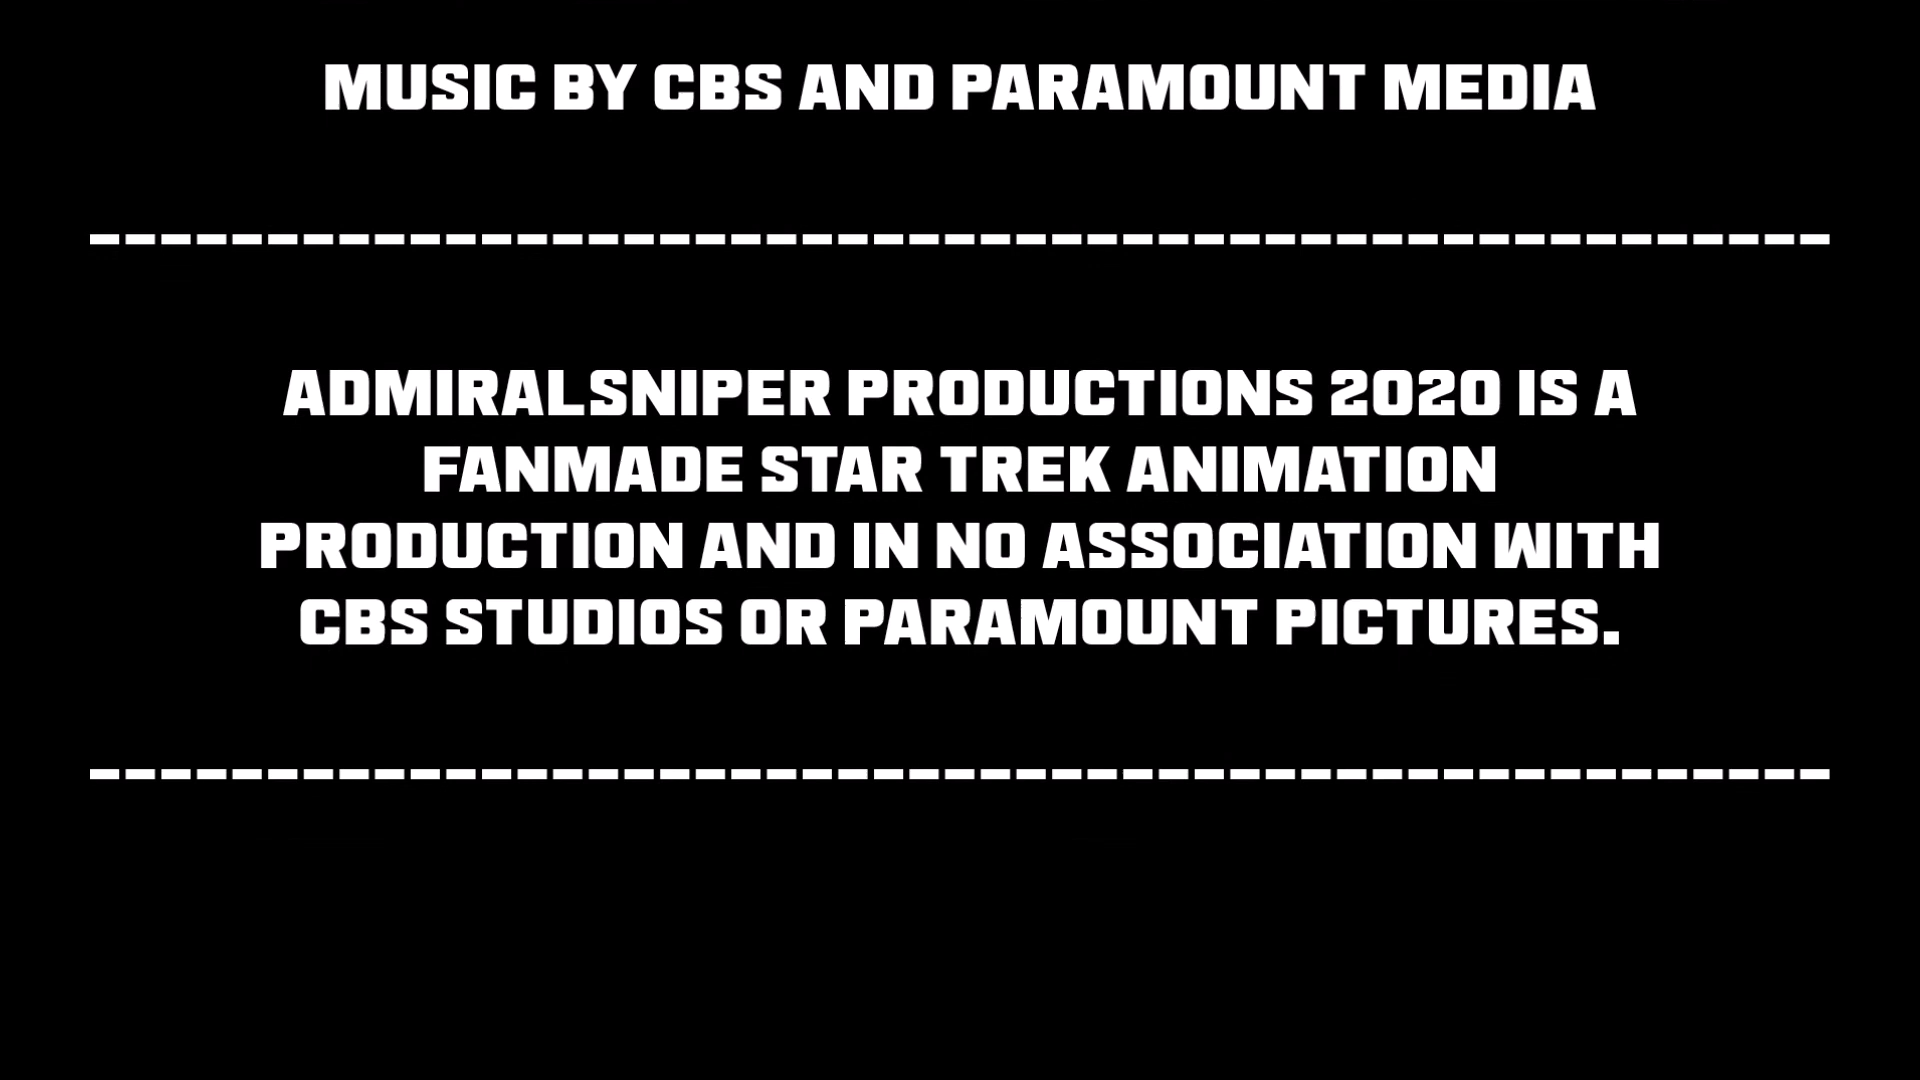 MUSIC BY CBS AND PARAMOUNT MEDIA
-------------------------------------------------
ADMIRALSNIPER PRODUCTIONS 2020 IS A
FANMADE STAR TREK ANIMATION
PRODUCTION AND IN NO ASSOCIATION WITH
CBS STUDIOS OR PARAMOUNT PICTURES.
-------------------------------------------------